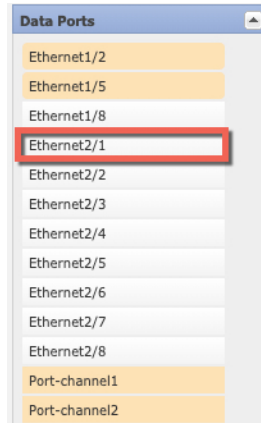 Data Ports
Ethernet1/2
Ethernet1/5
Ethernet1/8
Ethernet2/1
Ethernet2/2
Ethernet2/3
Ethernet2/4
Ethernet2/5
Ethernet2/6
Ethernet2/7
Ethernet2/8
Port-channel1
Port-channel2